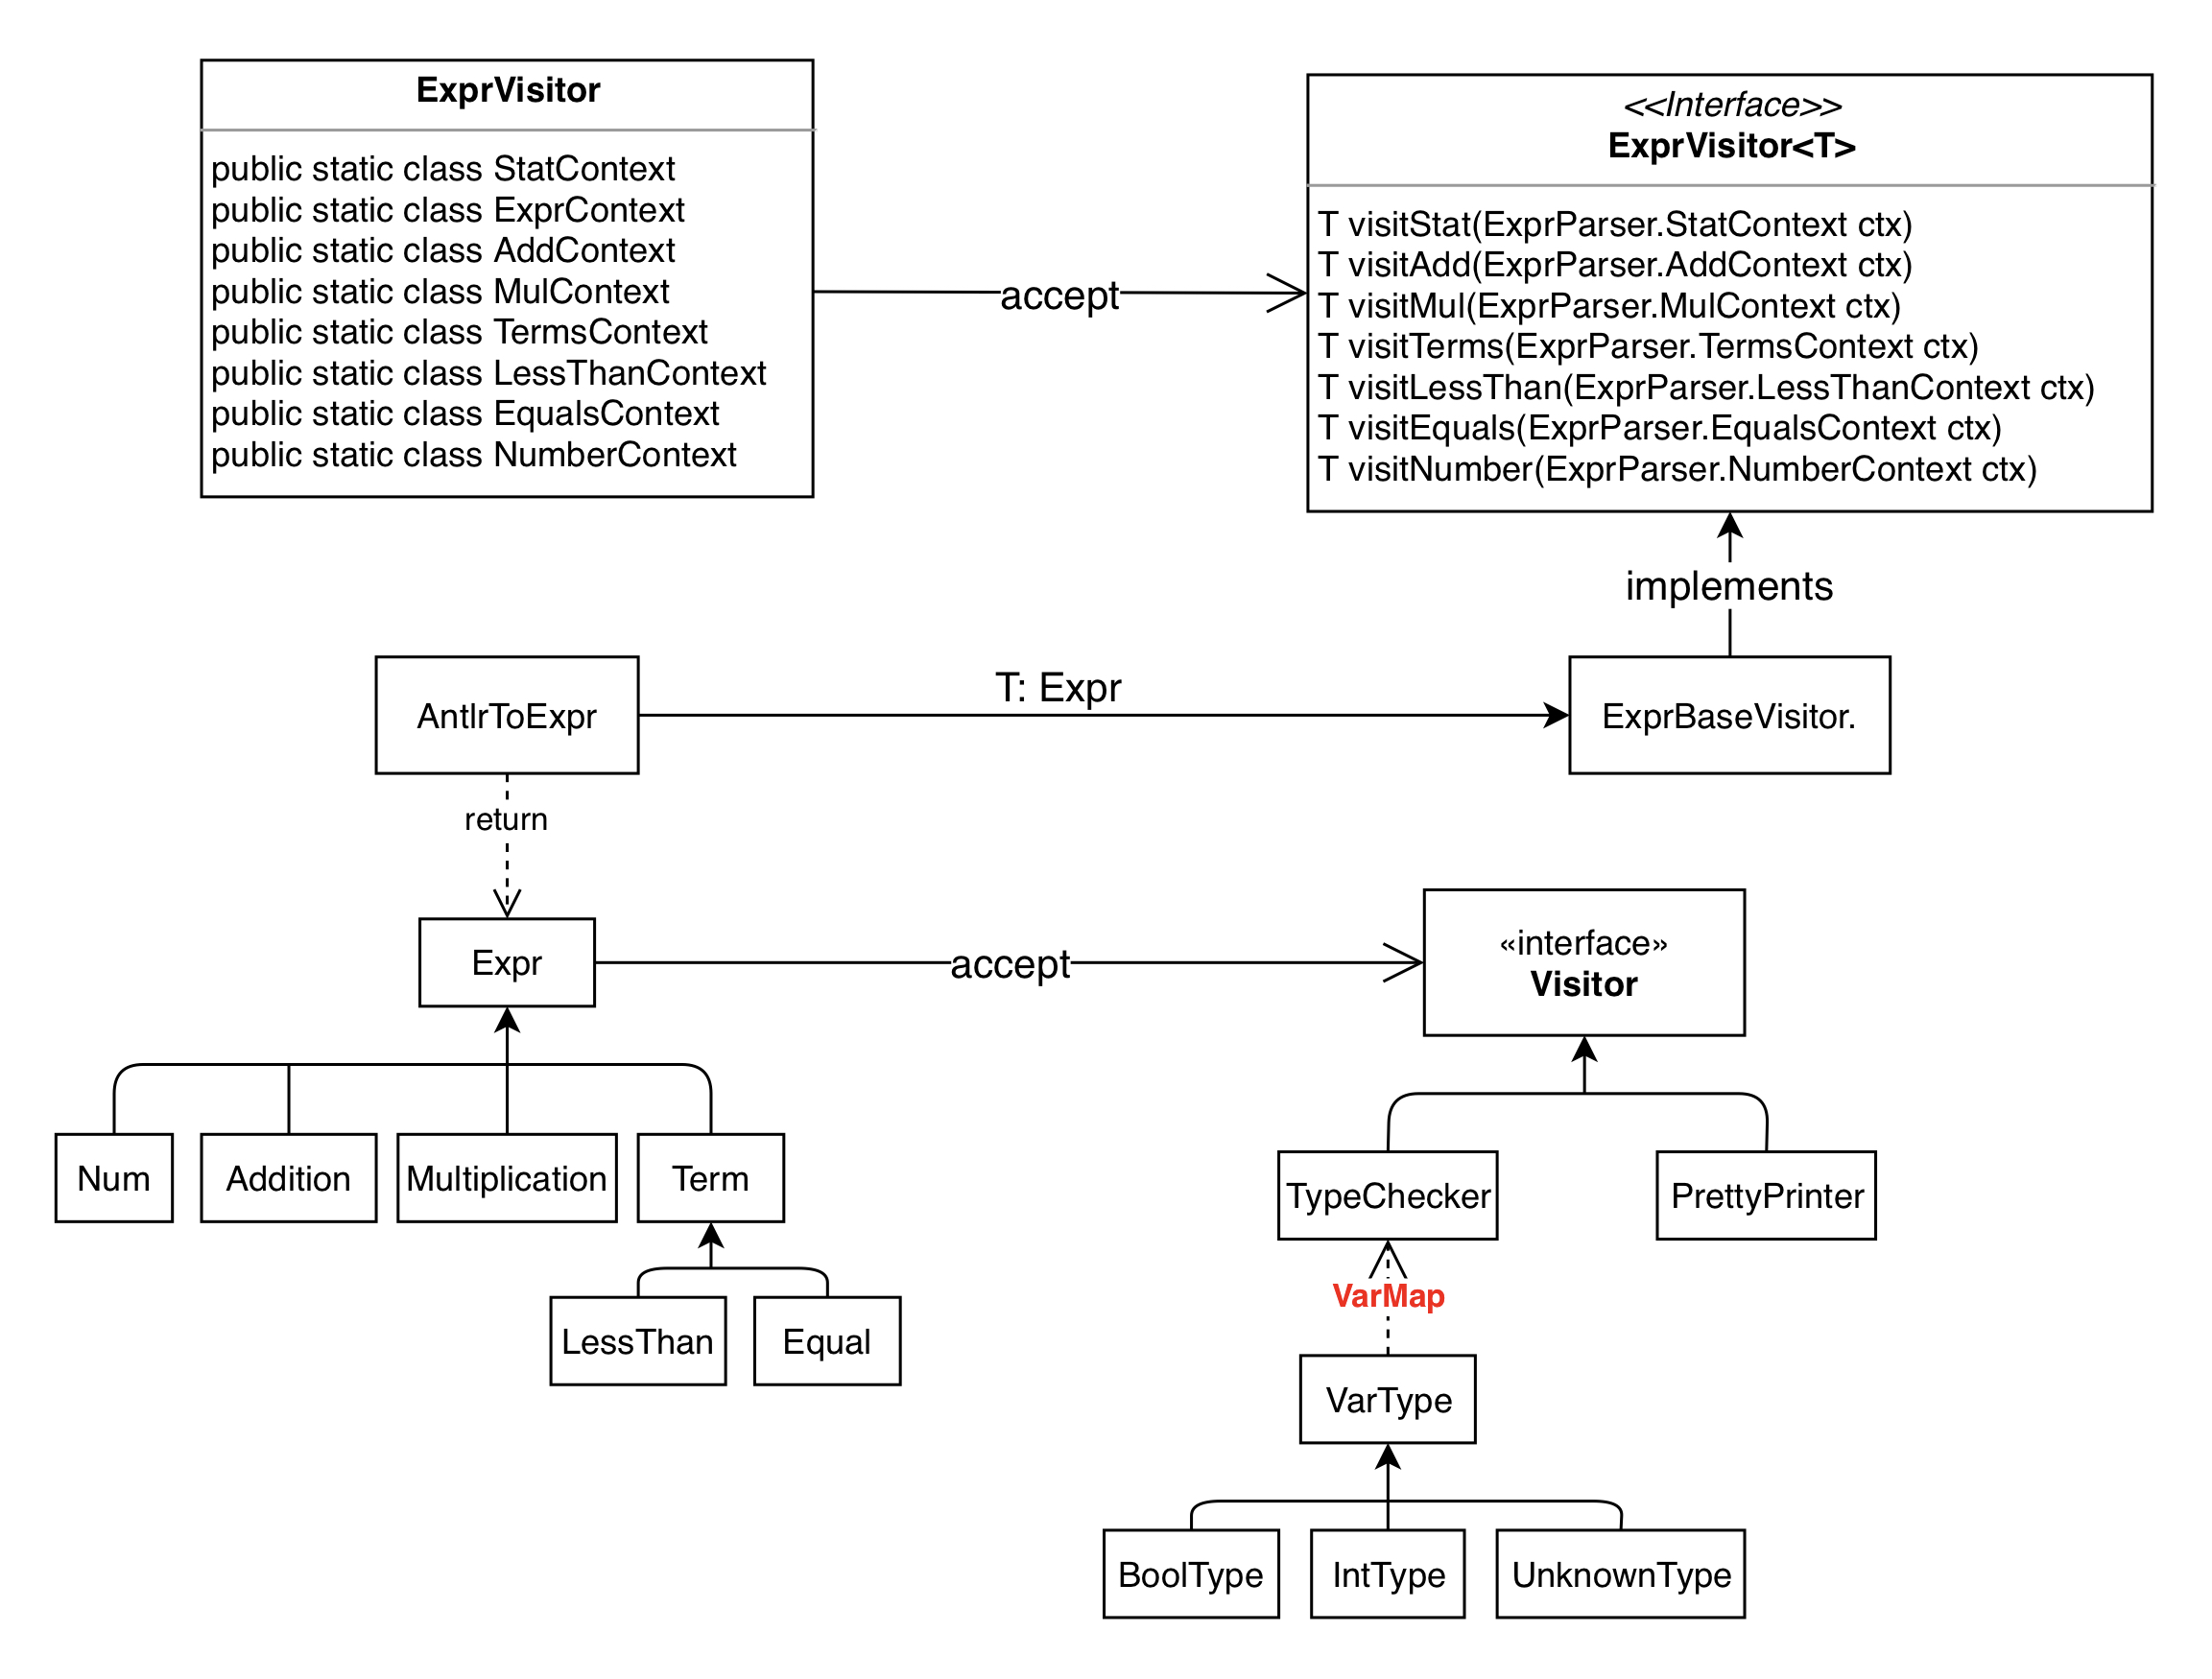 ExprVisitor
public static class StatContext
public static class ExprContext
public static class AddContext
public static class MulContext
public static class TermsContext
public static class LessThanContext
public static class EqualsContext
public static class NumberContext
accept
<<Interface>>
ExprVisitor<T>
T visitStat(ExprParser.StatContext ctx)
T visitAdd(ExprParser.AddContext ctx)
T visitMul(ExprParser.MulContext ctx)
T visitTerms(ExprParser.TermsContext ctx)
T visitLessThan(ExprParser.LessThanContext ctx)
T visitEquals(ExprParser.EqualsContext ctx)
T visitNumber(ExprParser.NumberContext ctx)
implements
AntlrToExpr
T: Expr
ExprBaseVisitor.
return
Expr
accept
«interface»
Visitor
Num
Addition
Multiplication
Term
TypeChecker
PrettyPrinter
VarMap
LessThan
Equal
VarType
BoolType
IntType
UnknownType